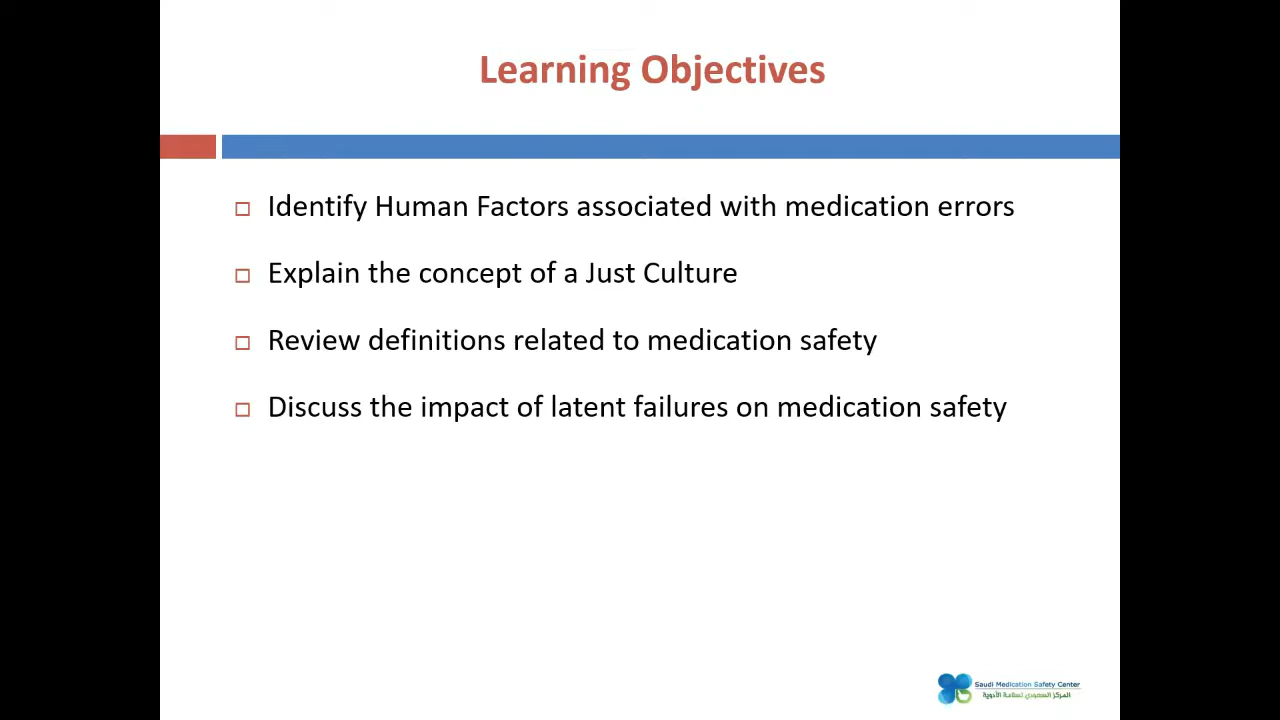 Learning Objectives
Identify Human Factors associated with medication errors
Explain the concept of a Just Culture
Review definitions related to medication safety
Discuss the impact of latent failures on medication safety
Saudi Medication Safety Center
المركز السعودي لسلامة الأدوية